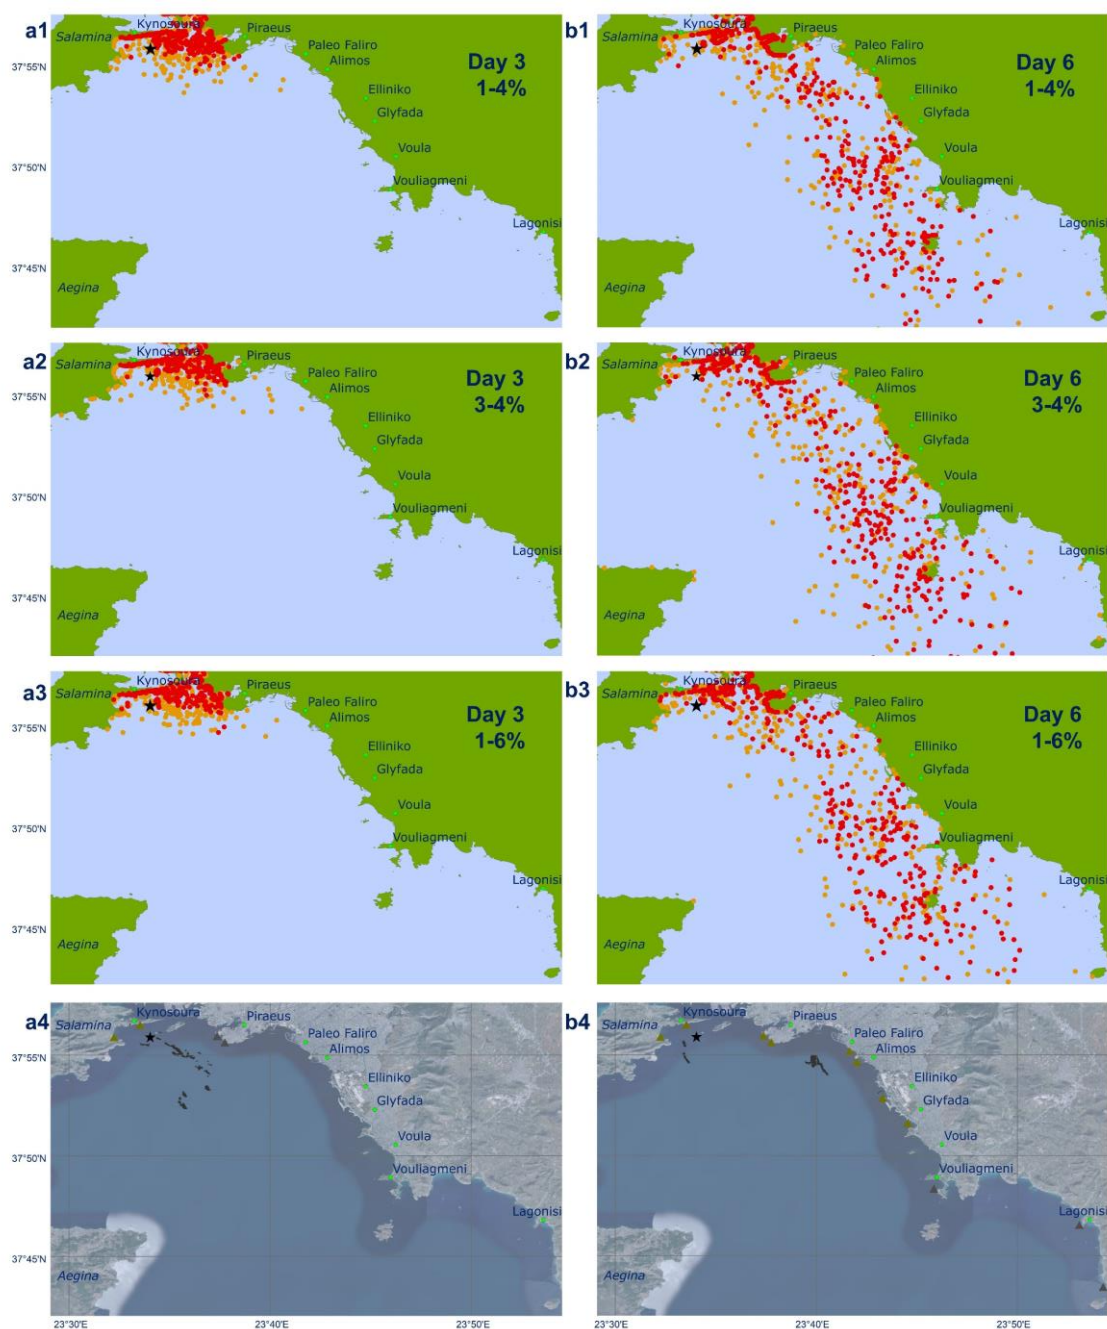 a1
Kynosoura
Piraeus
Salamina
Paleo Faliro
Alimos
Day 3
1-4%
37°55'N
Elliniko
Glyfada
Voula
37°50'N
Vouliagmeni
Lagonisi
37°45'N
Aegina
b1
Kynosoura
Piraeus
Salamina
Paleo Faliro
Alimos
Day 6
1-4%
Elliniko
Glyfada
Voula
Vouliagmeni
Lagonisi
Aegina
a2
Kynosoura
Piraeus
Salamina
Paleo Faliro
Alimos
Day 3
3-4%
37°55'N
Elliniko
Glyfada
Voula
37°50'N
Vouliagmeni
Lagonisi
37°45'N
Aegina
b2
Kynosoura
Piraeus
Salamina
Paleo Faliro
Alimos
Day 6
3-4%
Elliniko
Glyfada
Voula
Vouliagmeni
Lagonisi
Aegina
a3
Kynosoura
Piraeus
Salamina
Paleo Faliro
Alimos
Day 3
1-6%
37°55'N
Elliniko
Glyfada
Voula
37°50'N
Vouliagmeni
Lagonisi
37°45'N
Aegina
b3
Kynosoura
Piraeus
Salamina
Paleo Faliro
Alimos
Day 6
1-6%
Elliniko
Glyfada
Voula
Vouliagmeni
Lagonisi
Aegina
a4
Kynosoura
Piraeus
Salamina
Paleo Faliro
Alimos
37°55'N
Elliniko
Glyfada
Voula
37°50'N
Vouliagmeni
Lagonisi
37°45'N
Aegina
23°30'E
23°40'E
23°50'E
b4
Kynosoura
Piraeus
Salamina
Paleo Faliro
Alimos
Elliniko
Glyfada
Voula
Vouliagmeni
Lagonisi
Aegina
23°30'E
23°40'E
23°50'E